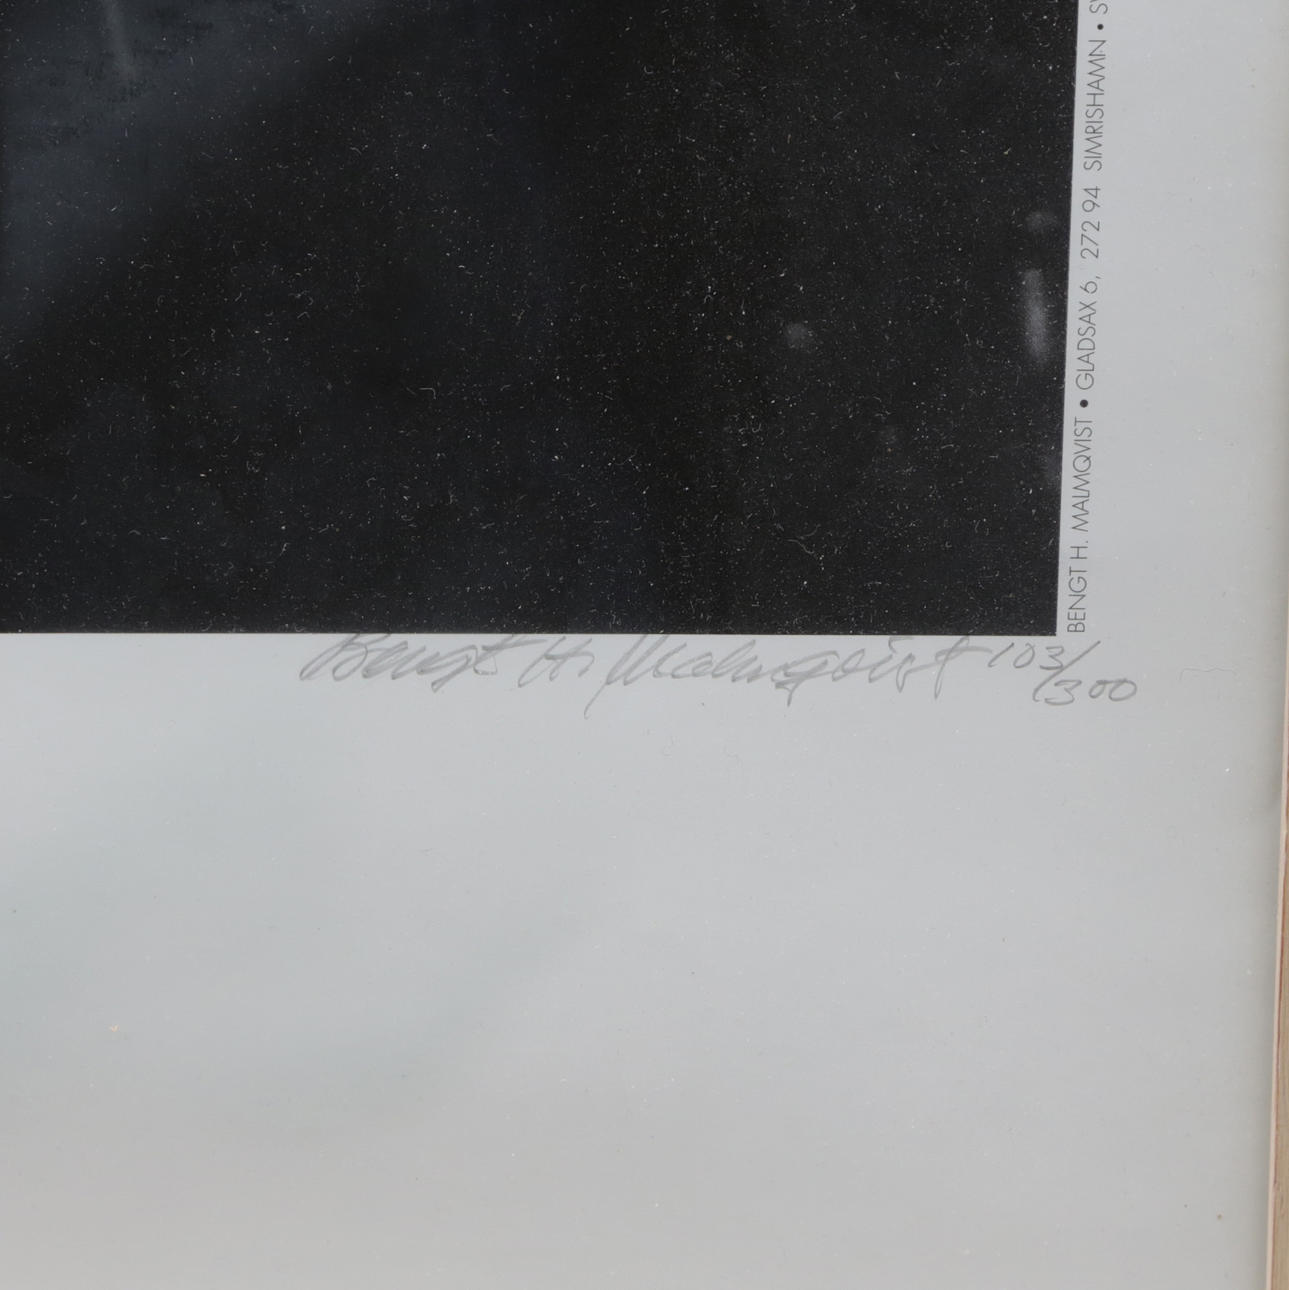 BENGT H. MALMQVIST • GLADSAX 6, 272 94 SIMRISHAMN •
Bengt H. Malmqvist 103/300